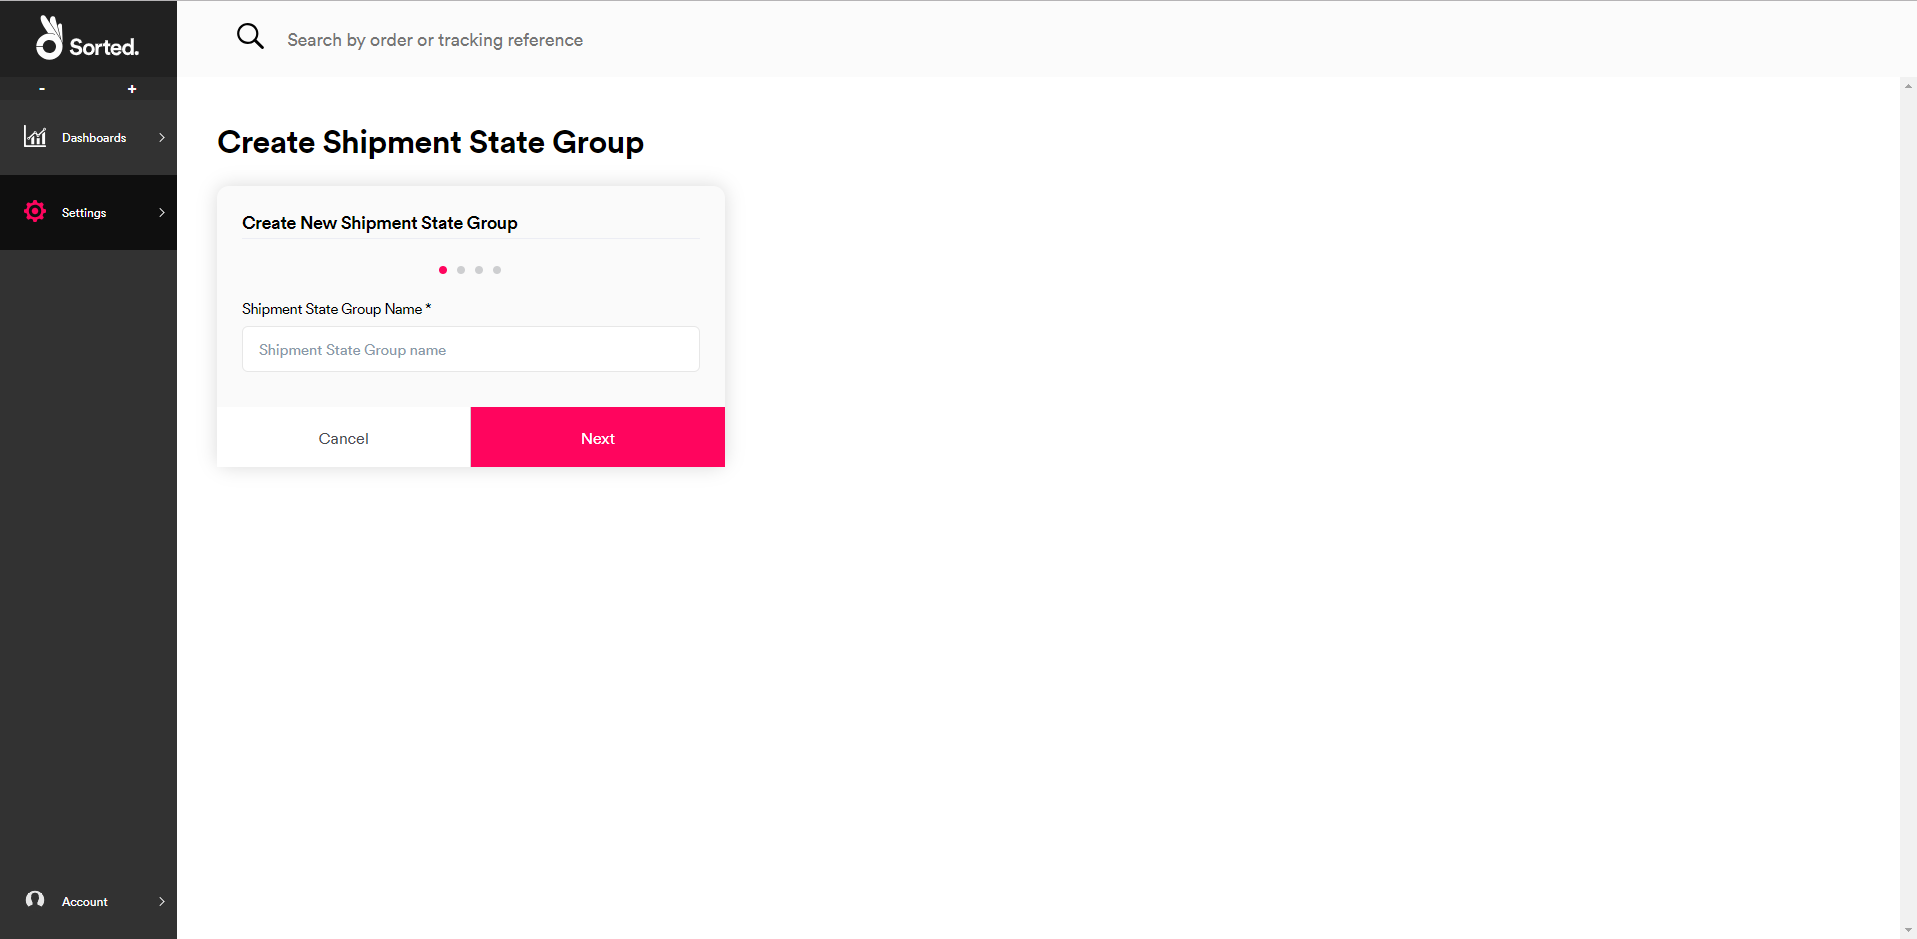 Sorted.
Search by order or tracking reference
- +
Dashboards
Settings
Create Shipment State Group
Create New Shipment State Group
Shipment State Group Name *
Shipment State Group name
Cancel
Next
Account